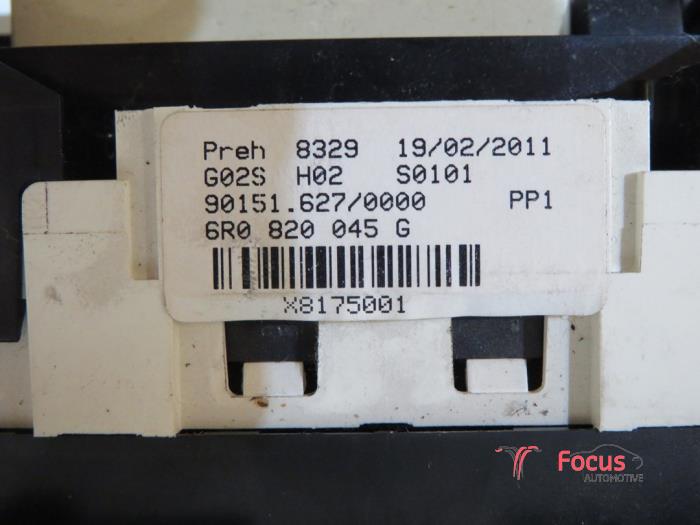 Preh 8329 19/02/2011
G02S H02 S0101
90151.627/0000 PP1
6R0 820 045 G
X8175001
Focus
AUTOMOTIVE